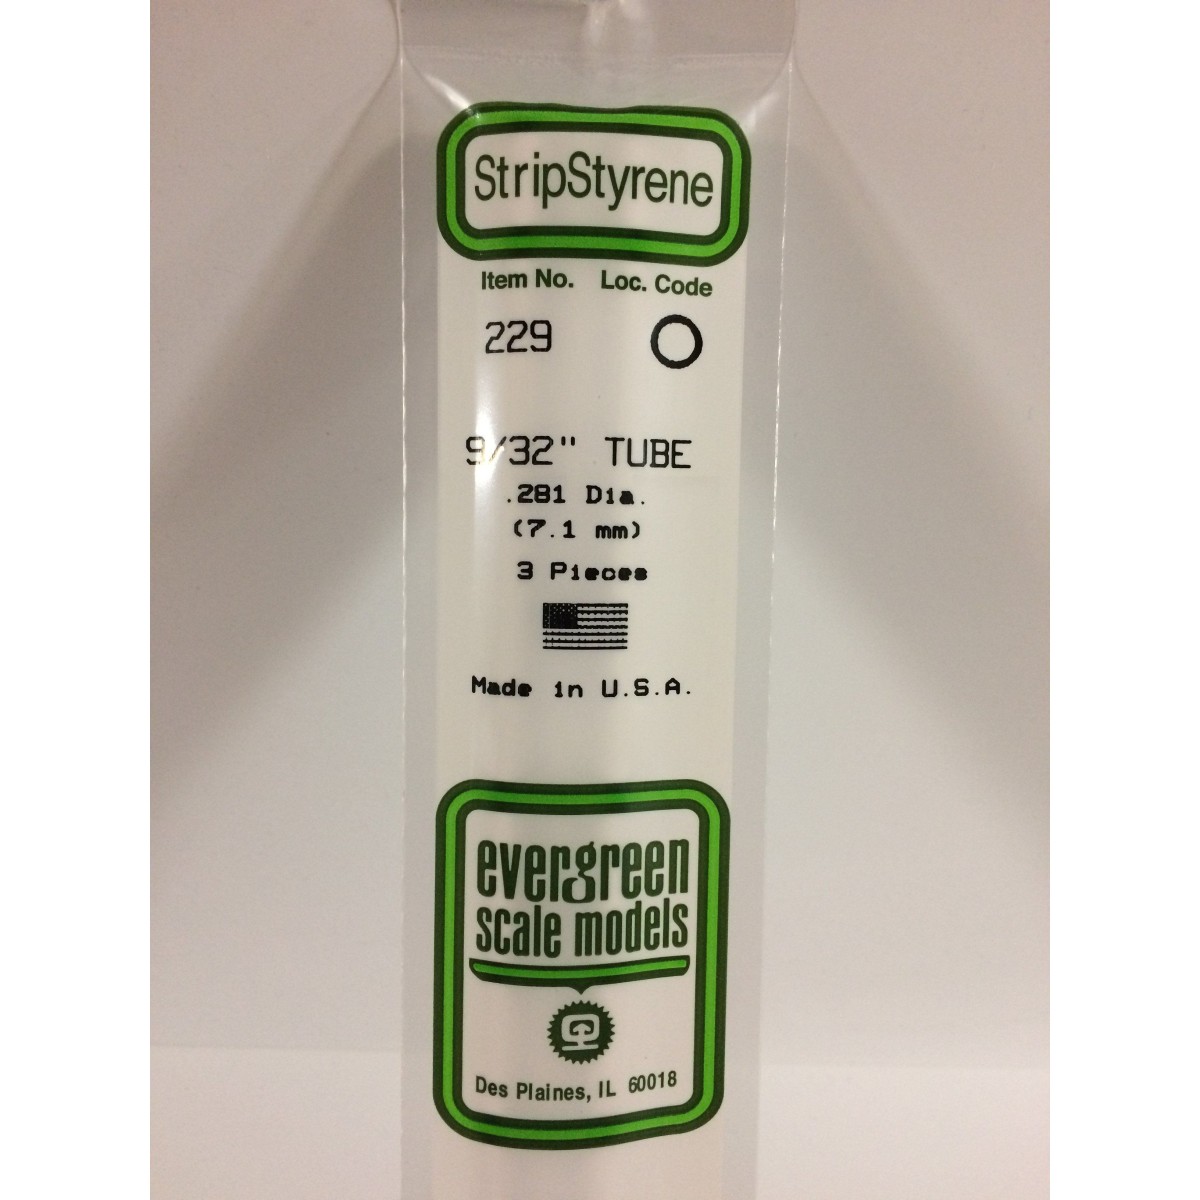 StripStyrene
Item No. Loc. Code
229
9/32" TUBE
.281 Dia.
(7.1 mm)
3 Pieces
Made in U.S.A.
evergreen
scale models
Des Plaines, IL 60018